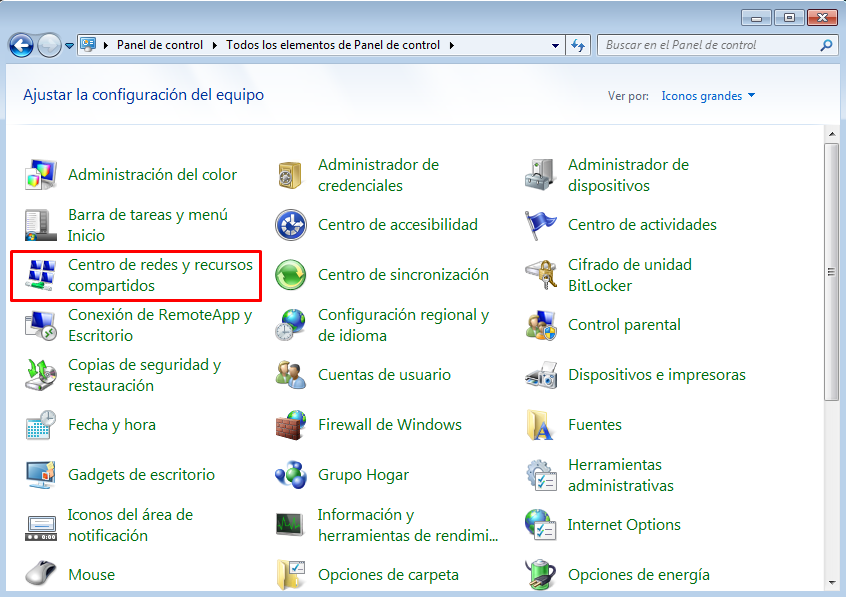 Panel de control
Todos los elementos de Panel de control
Buscar en el Panel de control
Ajustar la configuración del equipo
Ver por:
Iconos grandes
Administración del color
Administrador de
credenciales
Administrador de
dispositivos
Barra de tareas y menú
Inicio
Centro de accesibilidad
Centro de actividades
Centro de redes y recursos
compartidos
Centro de sincronización
Cifrado de unidad
BitLocker
Conexión de RemoteApp y
Escritorio
Configuración regional y
de idioma
Control parental
Copias de seguridad y
restauración
Cuentas de usuario
Dispositivos e impresoras
Fecha y hora
Firewall de Windows
Fuentes
Gadgets de escritorio
Grupo Hogar
Herramientas
administrativas
Iconos del área de
notificación
Información y
herramientas de rendimi...
Internet Options
Mouse
Opciones de carpeta
Opciones de energía